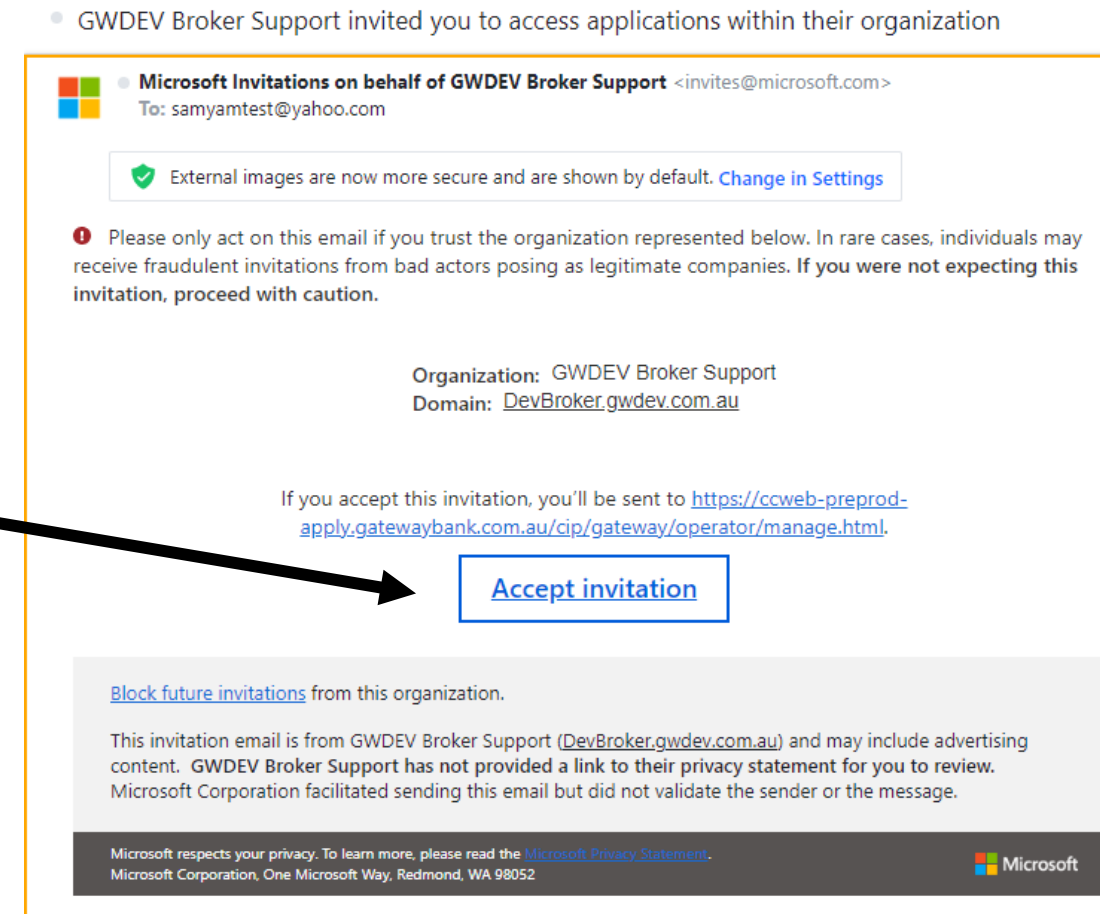 GWDEV Broker Support invited you to access applications within their organization
Microsoft Invitations on behalf of GWDEV Broker Support <invites@microsoft.com>
To: samyamtest@yahoo.com
External images are now more secure and are shown by default. Change in Settings
Please only act on this email if you trust the organization represented below. In rare cases, individuals may
receive fraudulent invitations from bad actors posing as legitimate companies. If you were not expecting this
invitation, proceed with caution.
Organization: GWDEV Broker Support
Domain: DevBroker.gwdev.com.au
If you accept this invitation, you'll be sent to https://ccweb-preprod-
apply.gatewaybank.com.au/cip/gateway/operator/manage.html.
Accept invitation
Block future invitations from this organization.
This invitation email is from GWDEV Broker Support (DevBroker.gwdev.com.au) and may include advertising
content. GWDEV Broker Support has not provided a link to their privacy statement for you to review.
Microsoft Corporation facilitated sending this email but did not validate the sender or the message.
Microsoft respects your privacy. To learn more, please read the Microsoft Privacy Statement.
Microsoft Corporation, One Microsoft Way, Redmond, WA 98052
Microsoft